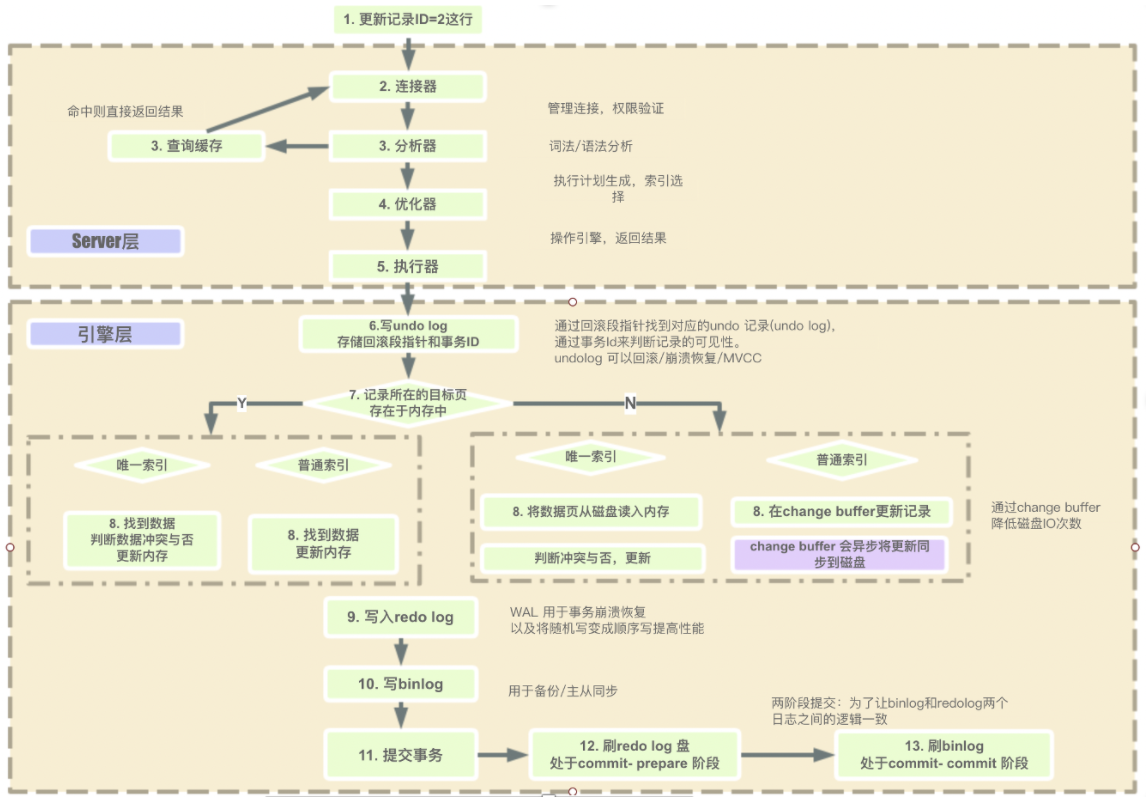 1. 更新记录ID=2这行
2. 连接器
管理连接，权限验证
命中则直接返回结果
3. 查询缓存
3. 分析器
词法/语法分析
执行计划生成，索引选
择
4. 优化器
Server层
操作引擎，返回结果
5. 执行器
引擎层
6.写undo log
存储回滚段指针和事务ID
通过回滚段指针找到对应的undo 记录(undo log)，
通过事务Id来判断记录的可见性。
undolog 可以回滚/崩溃恢复/MVCC
7. 记录所在的目标页
存在于内存中
Y
N
唯一索引
普通索引
8. 找到数据
判断数据冲突与否
更新内存
8. 找到数据
更新内存
唯一索引
普通索引
8. 将数据页从磁盘读入内存
判断冲突与否，更新
8. 在change buffer更新记录
change buffer 会异步将更新同
步到磁盘
通过change buffer
降低磁盘IO次数
9. 写入redo log
WAL 用于事务崩溃恢复
以及将随机写变成顺序写提高性能
10. 写binlog
用于备份/主从同步
两阶段提交：为了让binlog和redolog两个
日志之间的逻辑一致
11. 提交事务
12. 刷redo log 盘
处于commit- prepare 阶段
13. 刷binlog
处于commit- commit 阶段